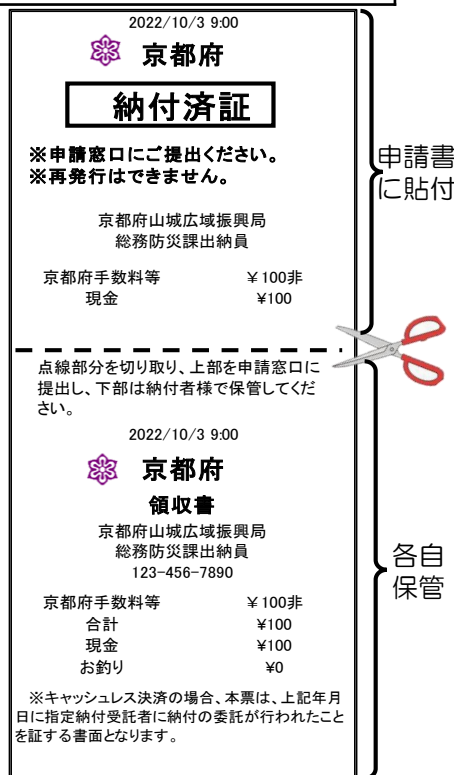 2022/10/3 9:00
京都府
納付済証
※申請窓口にご提出ください。
※再発行はできません。
申請書
に貼付
京都府山城広域振興局
総務防災課出納員
京都府手数料等 ￥100非
現金 ¥100
点線部分を切り取り、上部を申請窓口に
提出し、下部は納付者様で保管してくだ
さい。
2022/10/3 9:00
京都府
領収書
京都府山城広域振興局
総務防災課出納員
123-456-7890
各自
保管
京都府手数料等 ￥100非
合計 ¥100
現金 ¥100
お釣り ¥0
※キャッシュレス決済の場合、本票は、上記年月
日に指定納付受託者に納付の委託が行われたこと
を証する書面となります。